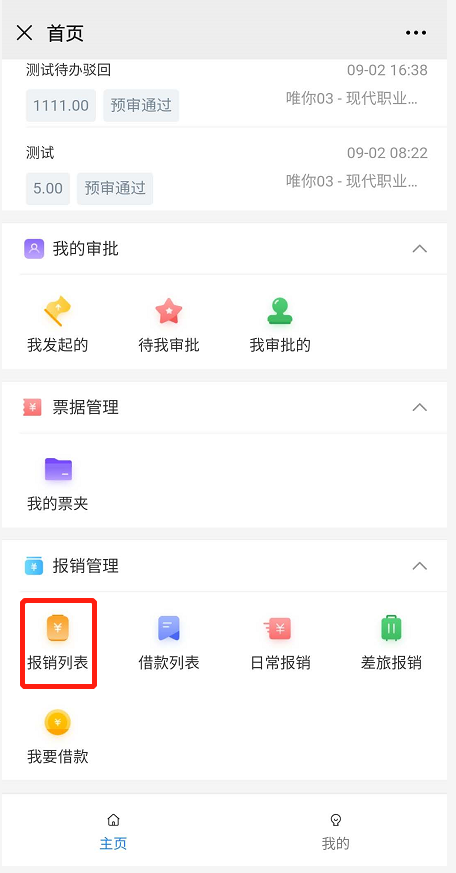 首页
测试待办驳回 09-02 16:38
1111.00 预审通过 唯你03 - 现代职业...
测试 09-02 08:22
5.00 预审通过 唯你03 - 现代职业...
我的审批
我发起的 待我审批 我审批的
票据管理
我的票夹
报销管理
报销列表 借款列表 日常报销 差旅报销
我要借款
主页 我的